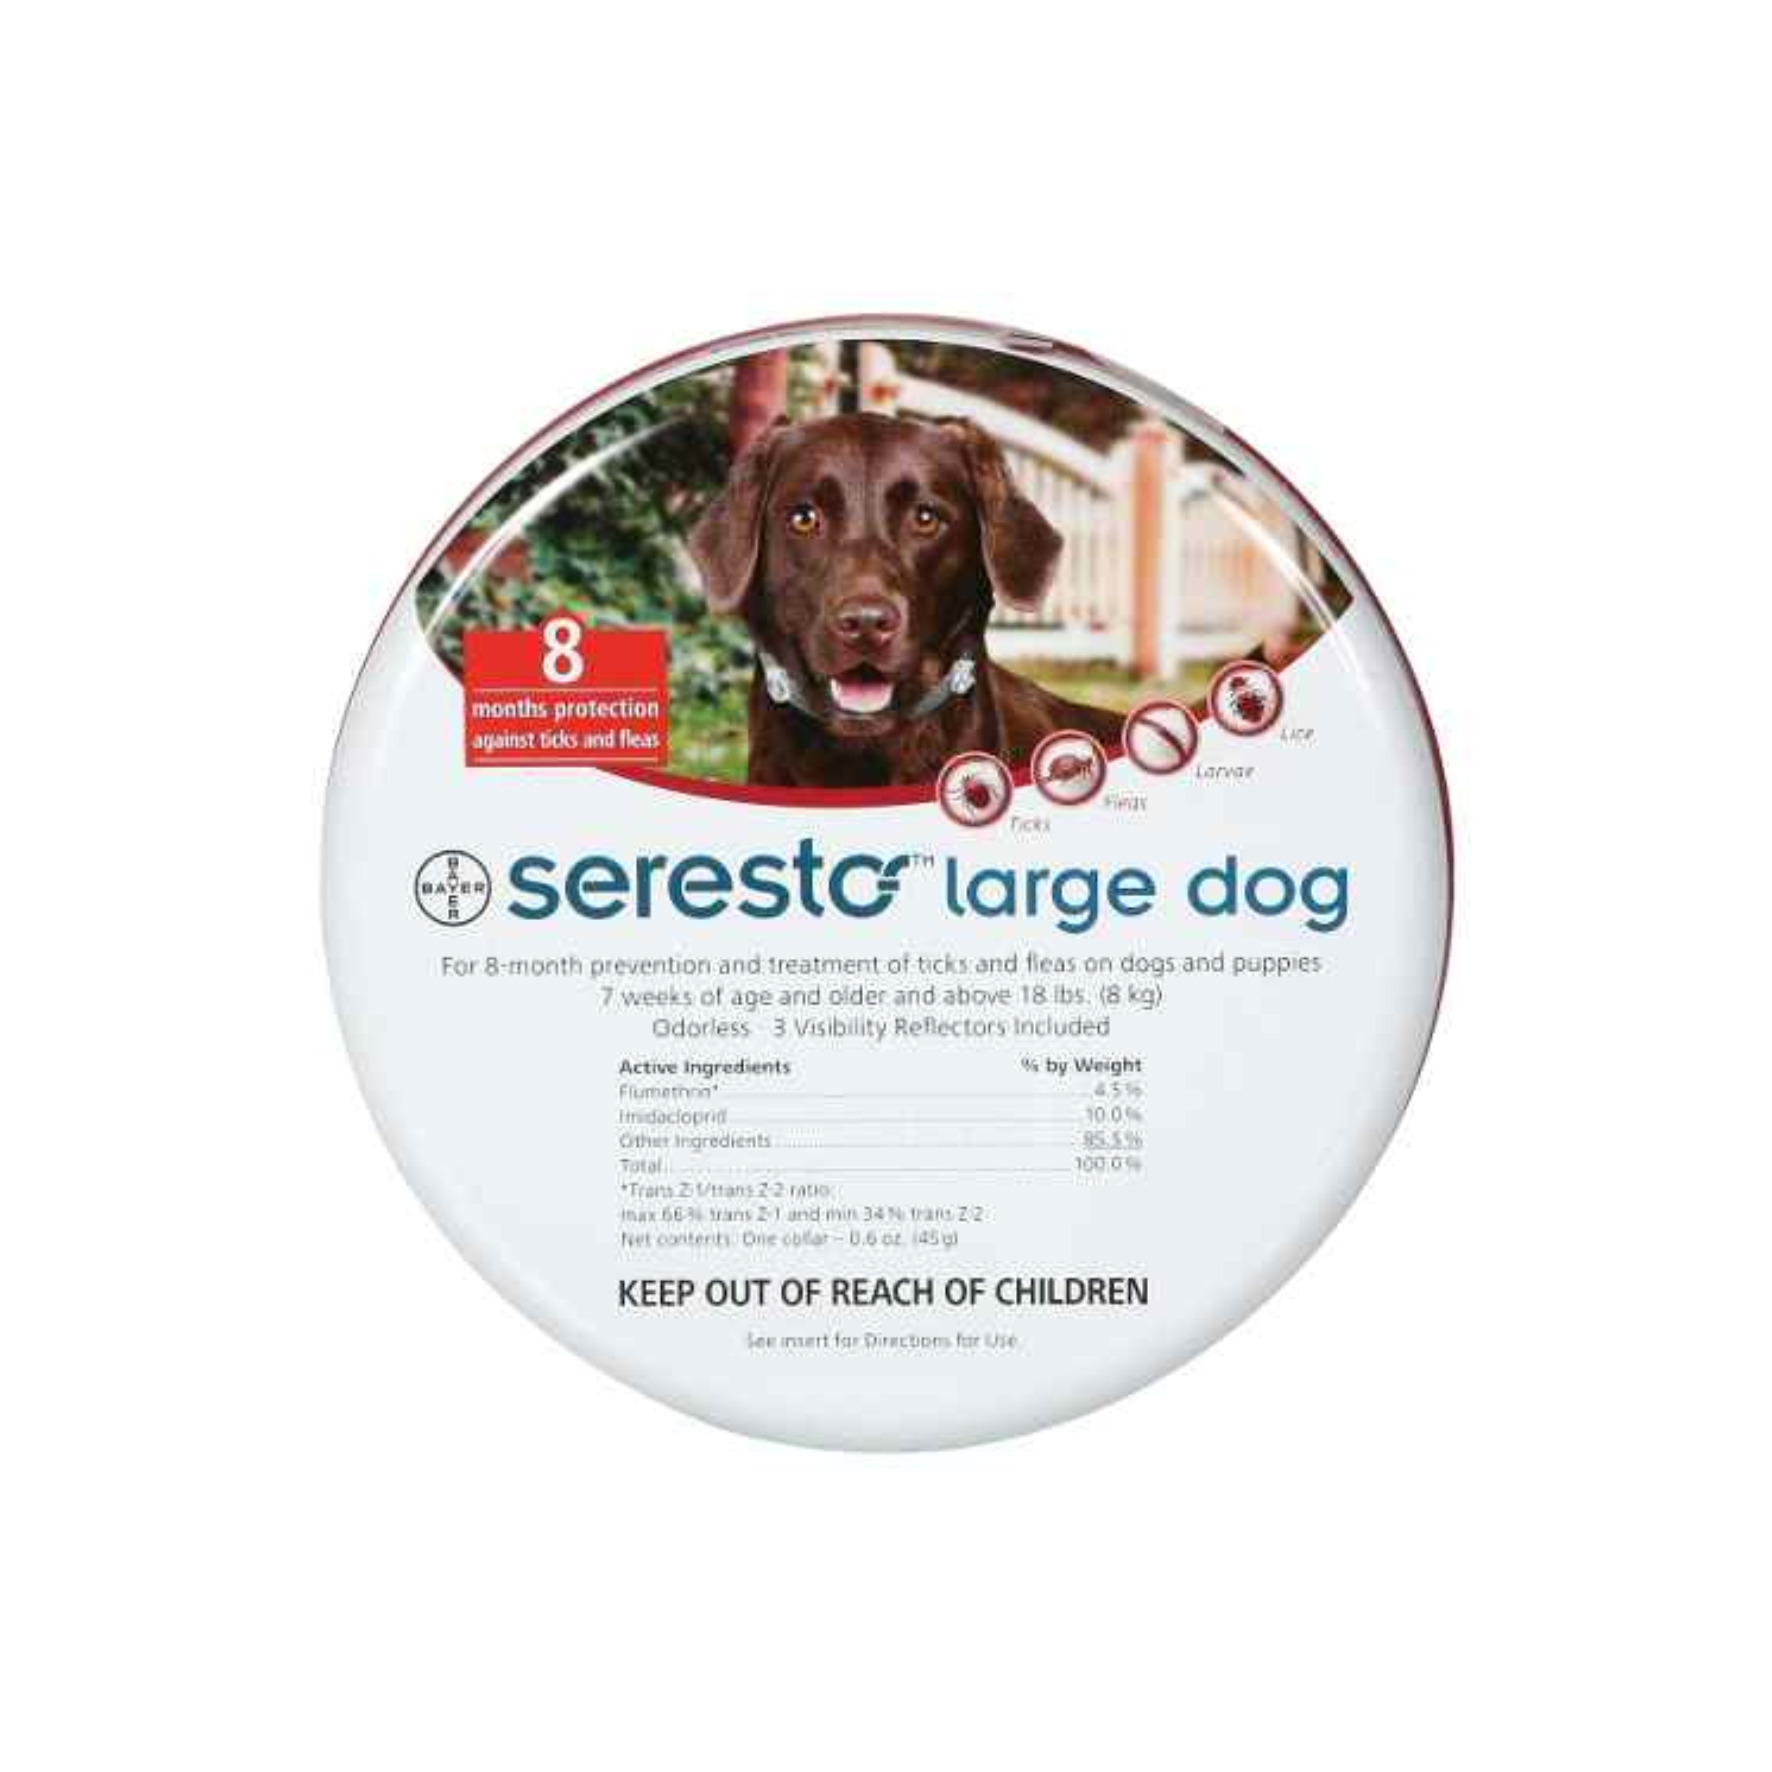 8
months protection
against ticks and fleas
Lice
Larvae
Fleas
Ticks
BAYER
BAYER
seresto™ large dog
For 8-month prevention and treatment of ticks and fleas on dogs and puppies
7 weeks of age and older and above 18 lbs. (8 kg)
Odorless 3 Visibility Reflectors Included
Active Ingredients % by Weight
Flumethrin* 4.5%
Imidacloprid 10.0%
Other Ingredients 85.5%
Total 100.0%
*Trans Z-1/trans Z-2 ratio:
max 66% trans Z-1 and min 34% trans Z-2
Net contents: One collar – 0.6 oz. (45g)
KEEP OUT OF REACH OF CHILDREN
See insert for Directions for Use